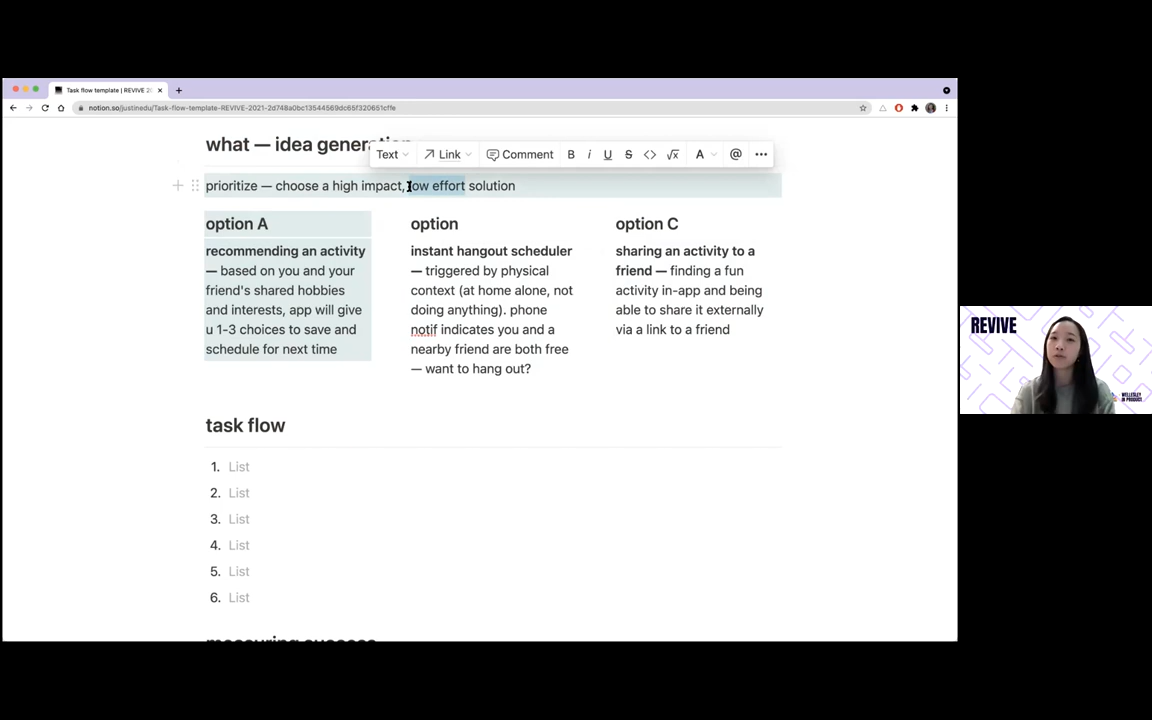 Task flow template | REVIVE 2
notion.so/justinedu/Task-flow-template-REVIVE-2021-2d748a0bc13544569dc65f320651cffe
what — idea generation
Text
Link
Comment
B
i
U
S
<>
√x
A
@
•••
prioritize — choose a high impact, low effort solution
option A
recommending an activity
— based on you and your
friend's shared hobbies
and interests, app will give
u 1-3 choices to save and
schedule for next time
option
instant hangout scheduler
— triggered by physical
context (at home alone, not
doing anything). phone
notif indicates you and a
nearby friend are both free
— want to hang out?
option C
sharing an activity to a
friend — finding a fun
activity in-app and being
able to share it externally
via a link to a friend
task flow
1. List
2. List
3. List
4. List
5. List
6. List
measuring success
REVIVE
WELLESLEY
IN PRODUCT